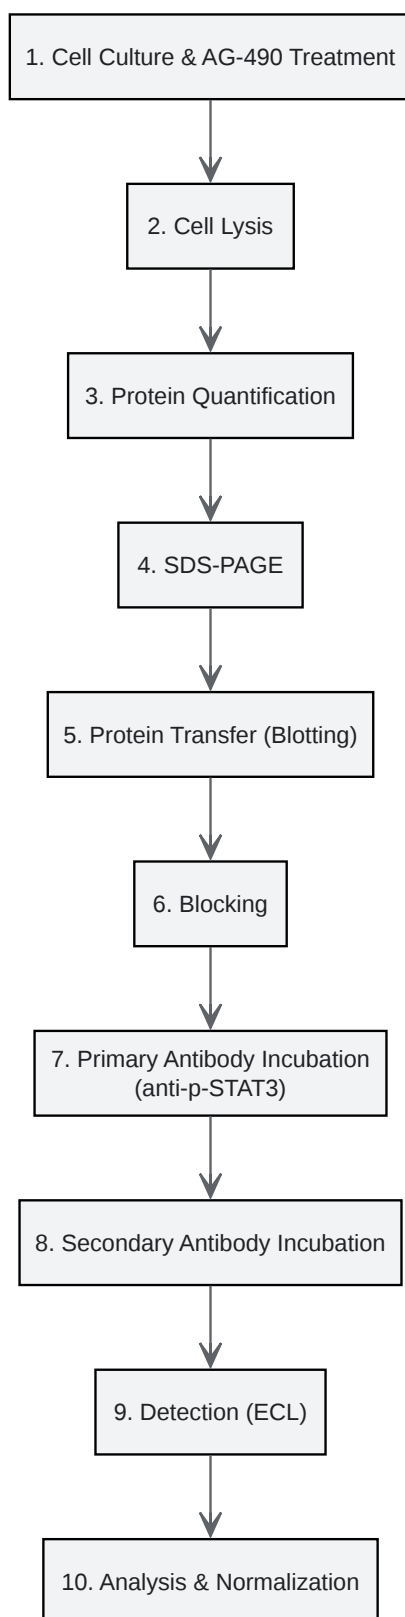 1. Cell Culture & AG-490 Treatment
2. Cell Lysis
3. Protein Quantification
4. SDS-PAGE
5. Protein Transfer (Blotting)
6. Blocking
7. Primary Antibody Incubation
(anti-p-STAT3)
8. Secondary Antibody Incubation
9. Detection (ECL)
10. Analysis & Normalization